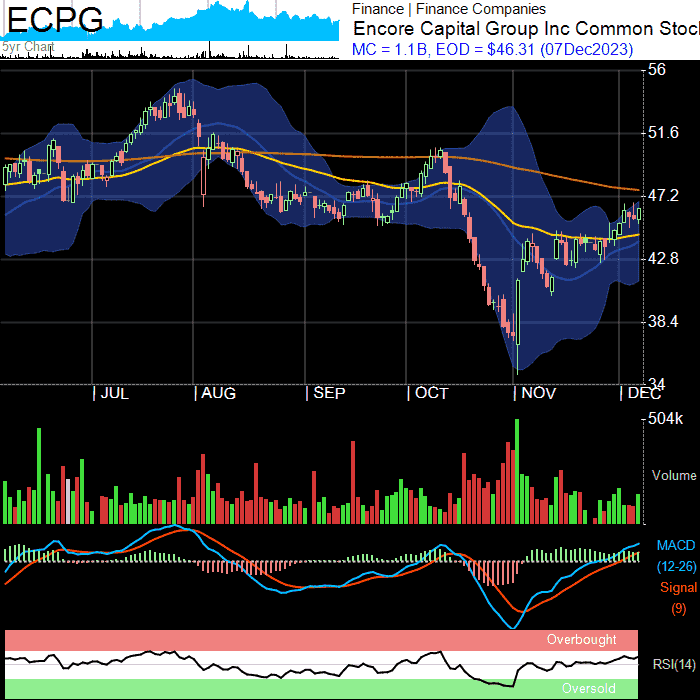 ECPG
5yr Chart
Finance | Finance Companies
Encore Capital Group Inc Common Stoc
MC = 1.1B, EOD = $46.31 (07Dec2023)
56
51.6
47.2
42.8
38.4
34
JUL
AUG
SEP
OCT
NOV
DEC
504k
Volume
MACD
(12-26)
Signal
(9)
Overbought
RSI(14)
Oversold